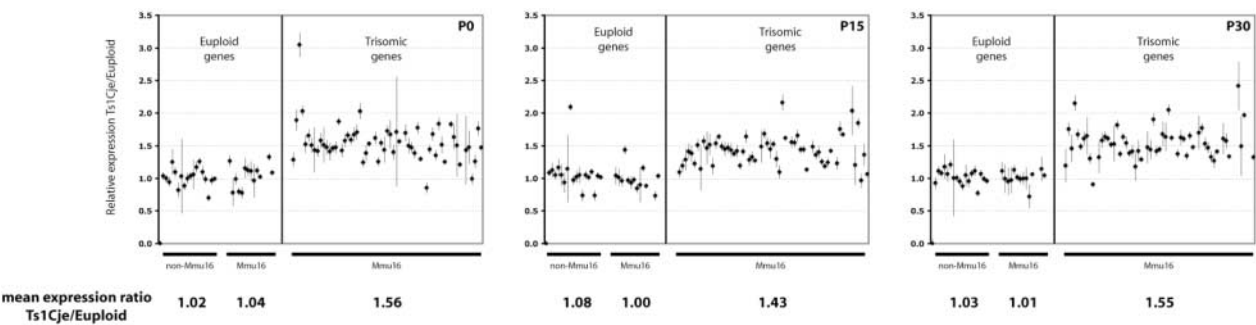 Relative expression Ts1Cje/Euploid
3.5
3.0
2.5
2.0
1.5
1.0
0.5
0.0
Euploid
genes
Trisomic
genes
P0
non-Mmu16
Mmu16
Mmu16
3.5
3.0
2.5
2.0
1.5
1.0
0.5
0.0
Euploid
genes
Trisomic
genes
P15
non-Mmu16
Mmu16
Mmu16
3.5
3.0
2.5
2.0
1.5
1.0
0.5
0.0
Euploid
genes
Trisomic
genes
P30
non-Mmu16
Mmu16
Mmu16
mean expression ratio
Ts1Cje/Euploid
1.02 1.04 1.56 1.08 1.00 1.43 1.03 1.01 1.55